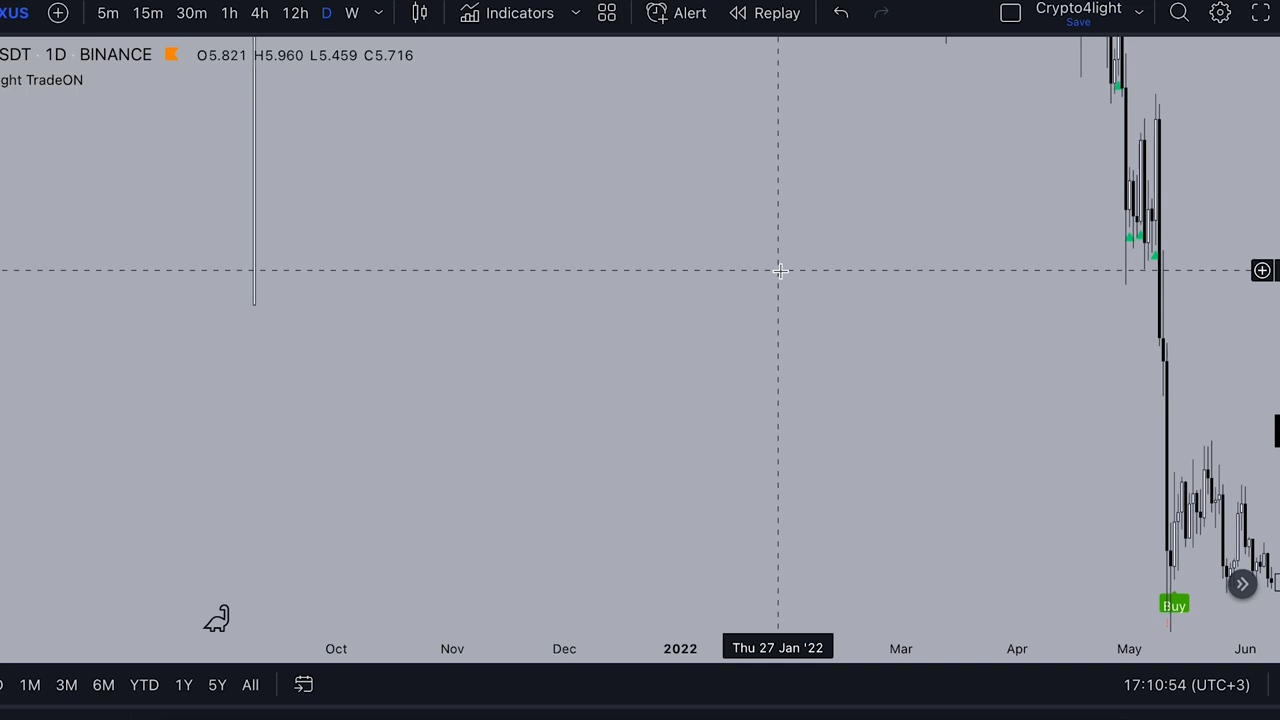 XUS 5m 15m 30m 1h 4h 12h D W Indicators Alert Replay Crypto4light
Save
SDT · 1D · BINANCE O5.821 H5.960 L5.459 C5.716
ght TradeON
Buy
Oct Nov Dec 2022 Thu 27 Jan '22 Mar Apr May Jun
1M 3M 6M YTD 1Y 5Y All 17:10:54 (UTC+3)